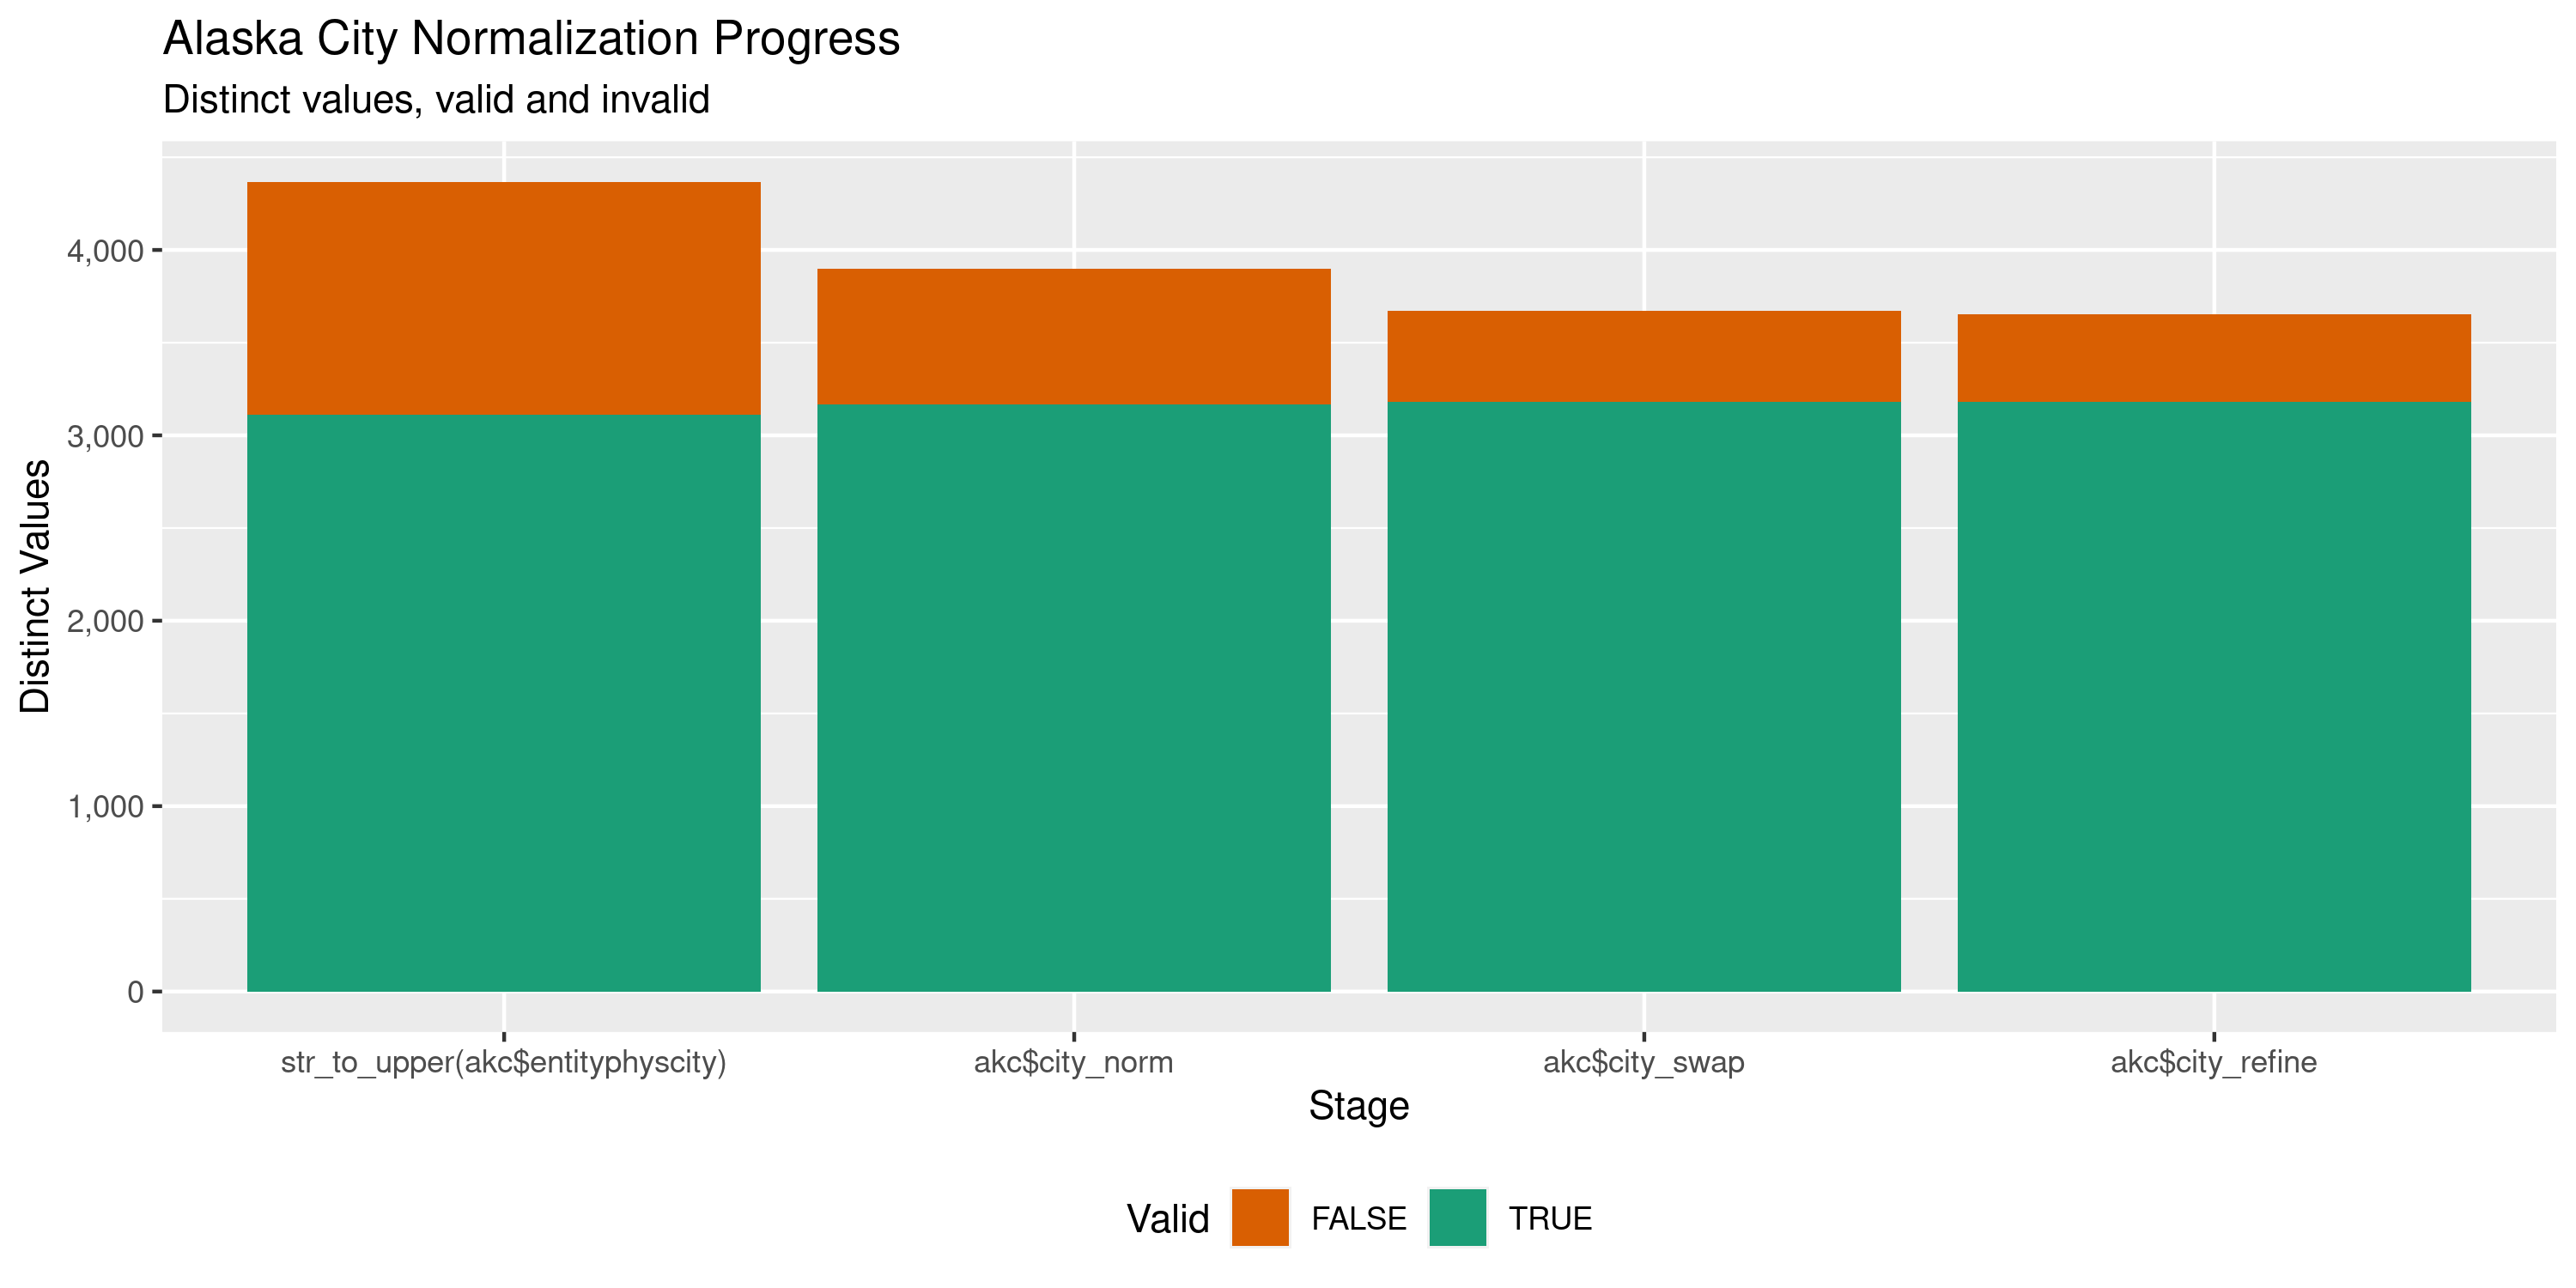 Alaska City Normalization Progress
Distinct values, valid and invalid
Distinct Values
4,000
3,000
2,000
1,000
0
str_to_upper(akc$entityphyscity) akc$city_norm akc$city_swap akc$city_refine
Stage
Valid FALSE TRUE